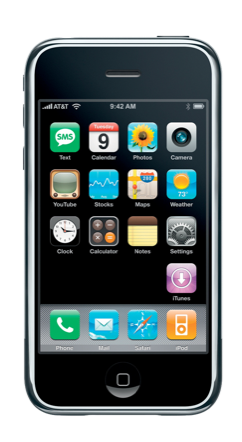 AT&T 9:42 AM
SMS Tuesday 9 280
Text Calendar Photos Camera
73°
YouTube Stocks Maps Weather
Clock Calculator Notes Settings
iTunes
Phone Mail Safari iPod